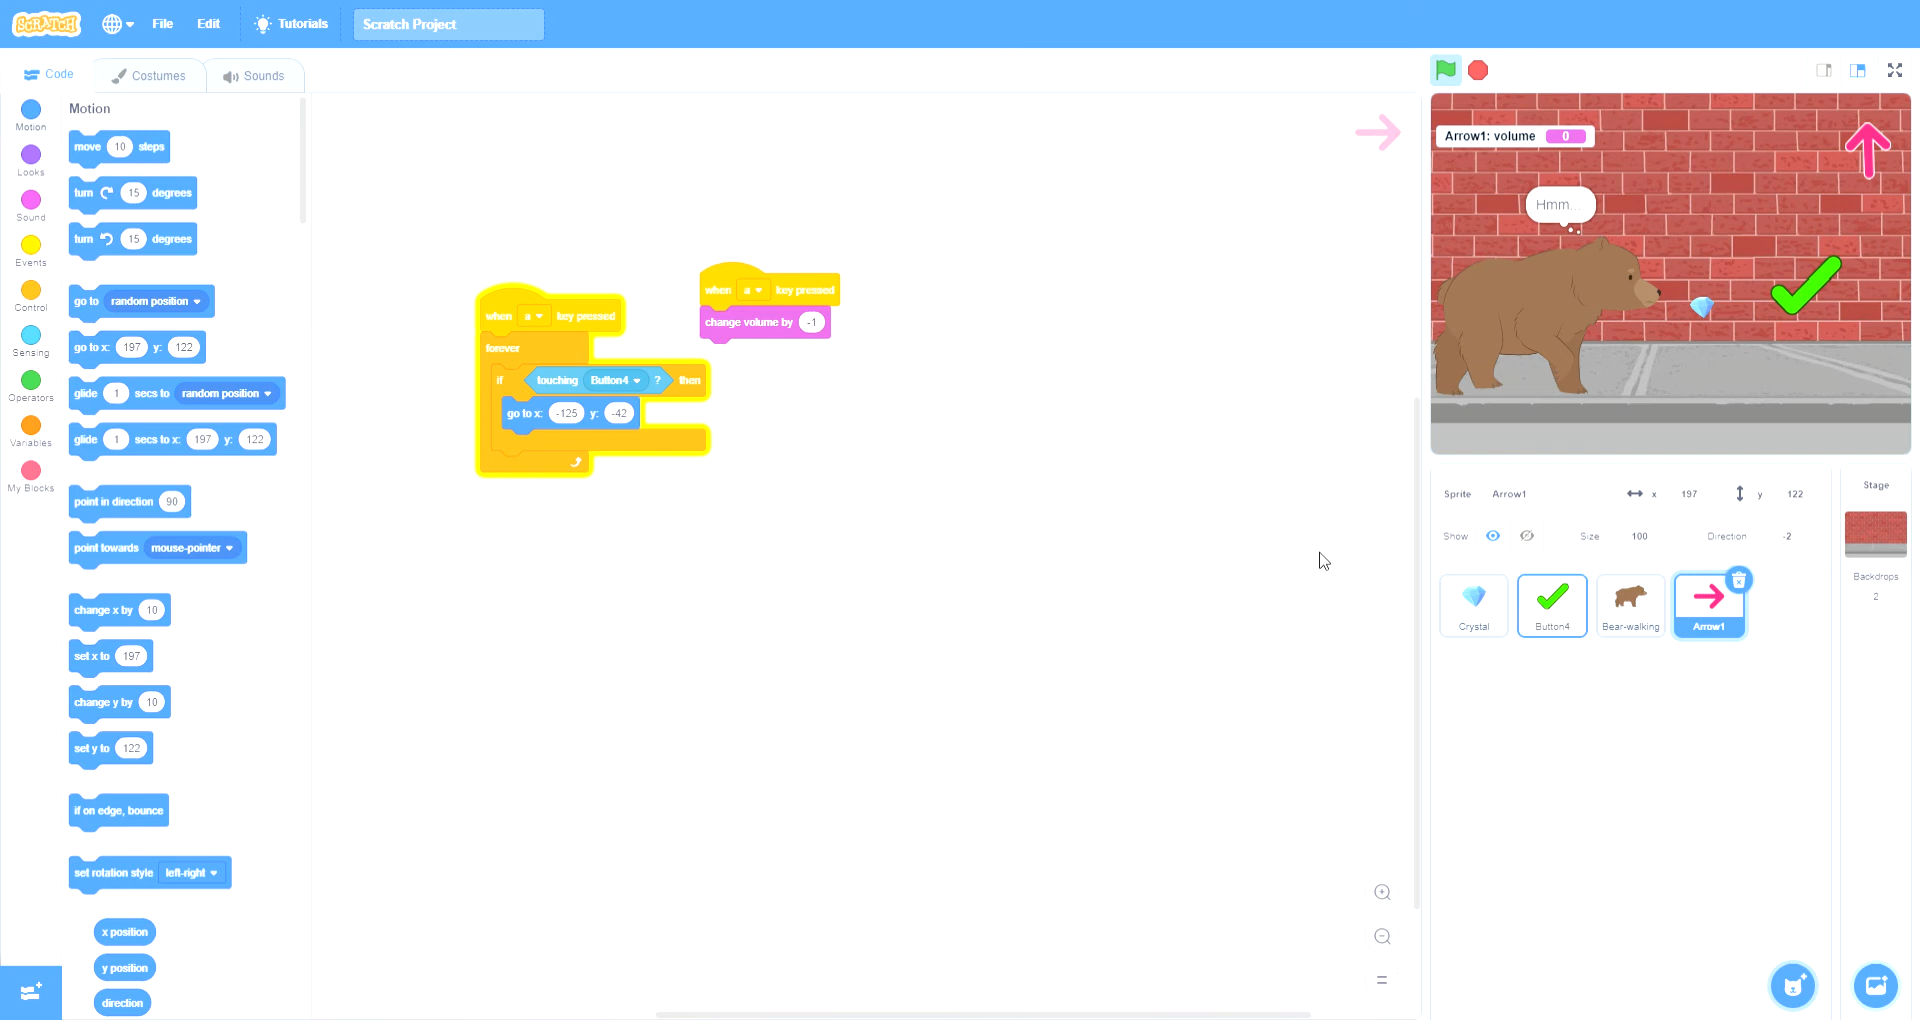 SCRATCH
File
Edit
Tutorials
Scratch Project
Code
Costumes
Sounds
Motion
Looks
Sound
Events
Control
Sensing
Operators
Variables
My Blocks
Motion
move 10 steps
turn 15 degrees
turn 15 degrees
go to random position
go to x: 197 y: 122
glide 1 secs to random position
glide 1 secs to x: 197 y: 122
point in direction 90
point towards mouse-pointer
change x by 10
set x to 197
change y by 10
set y to 122
if on edge, bounce
set rotation style left-right
x position
y position
direction
when a key pressed
forever
if touching Button4 ? then
go to x: -125 y: -42
when a key pressed
change volume by -1
Arrow1: volume 0
Hmm...
Sprite Arrow1 x 197 y 122
Show Size 100 Direction -2
Crystal
Button4
Bear-walking
Arrow1
Stage
Backdrops
2